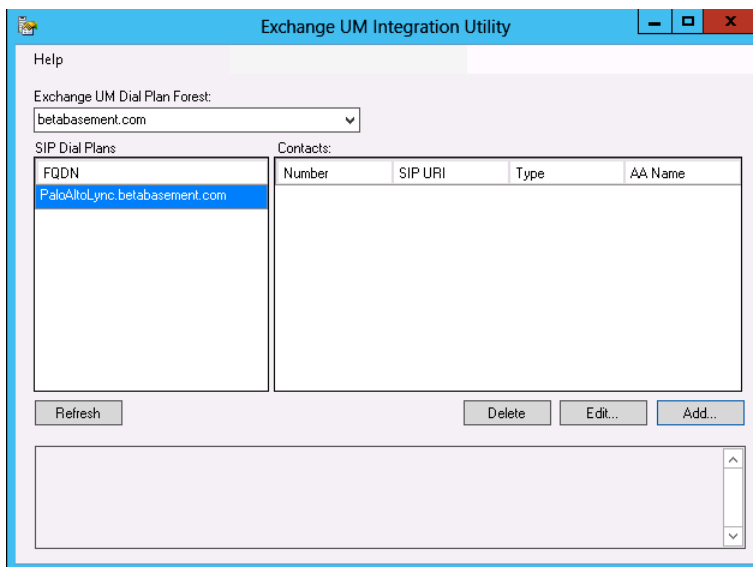 Exchange UM Integration Utility
Help
Exchange UM Dial Plan Forest:
betabasement.com
SIP Dial Plans
Contacts:
FQDN
Number SIP URI Type AA Name
PaloAltoLync.betabasement.com
Refresh Delete Edit... Add...